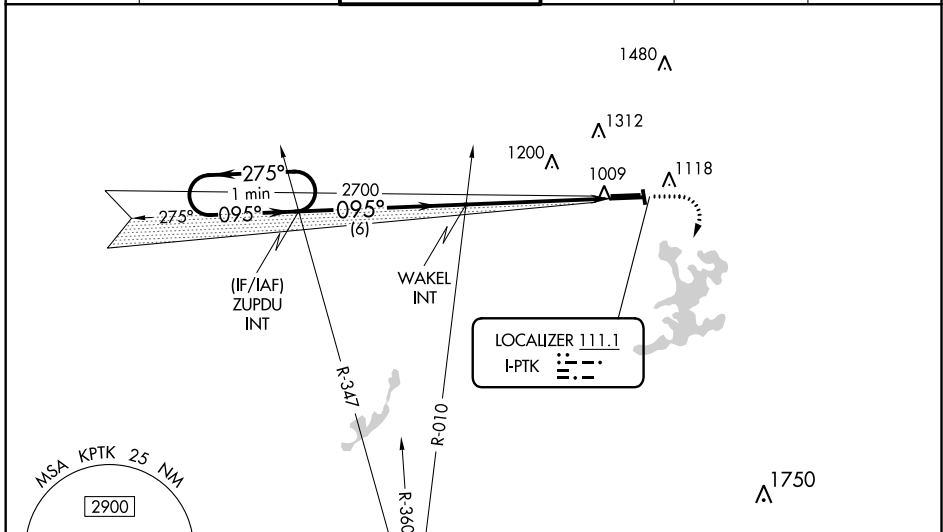 1480
1312
1200
1009
1118
275°
1 min
2700
275°
095°
095°
(6)
(IF/IAF)
ZUPDU
INT
WAKEL
INT
LOCALIZER 111.1
I-PTK
R-347
R-010
R-360
MSA KPTK 25 NM
2900
1750